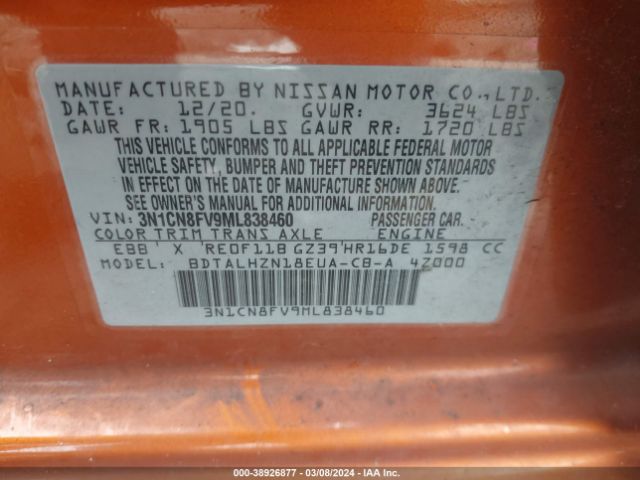 MANUFACTURED BY NISSAN MOTOR CO., LTD.
DATE: 12/20. GVWR: 3624 LBS
GAWR FR: 1905 LBS GAWR RR: 1720 LBS
THIS VEHICLE CONFORMS TO ALL APPLICABLE FEDERAL MOTOR
VEHICLE SAFETY, BUMPER AND THEFT PREVENTION STANDARDS
IN EFFECT ON THE DATE OF MANUFACTURE SHOWN ABOVE.
SEE OWNER'S MANUAL FOR ADDITIONAL INFORMATION.
VIN: 3N1CN8FV9ML838460 PASSENGER CAR.
COLOR TRIM TRANS AXLE ENGINE
EBB' X 'RE0F11B GZ39'HR16DE 1598 CC
MODEL: BDTALHZN18EUA-CB-A 4Z000
3N1CN8FV9ML838460
000-38926877 — 03/08/2024 — IAA Inc.